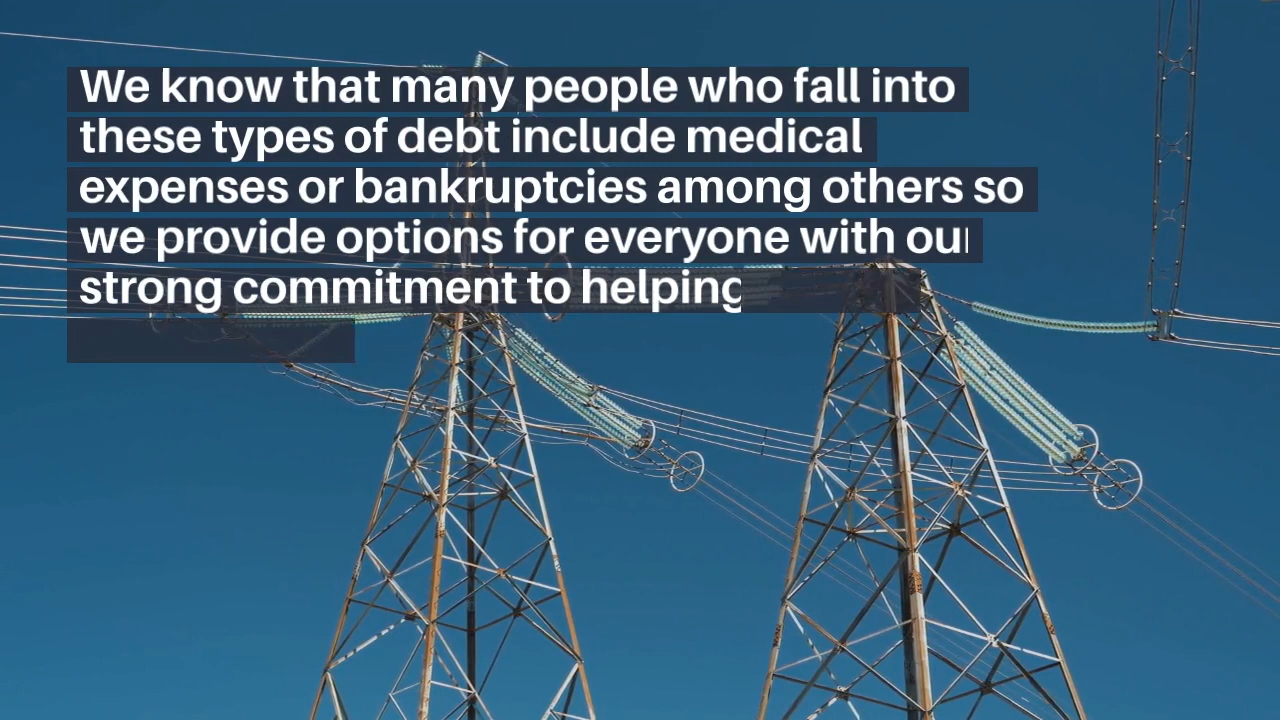 We know that many people who fall into
these types of debt include medical
expenses or bankruptcies among others so
we provide options for everyone with our
strong commitment to helping